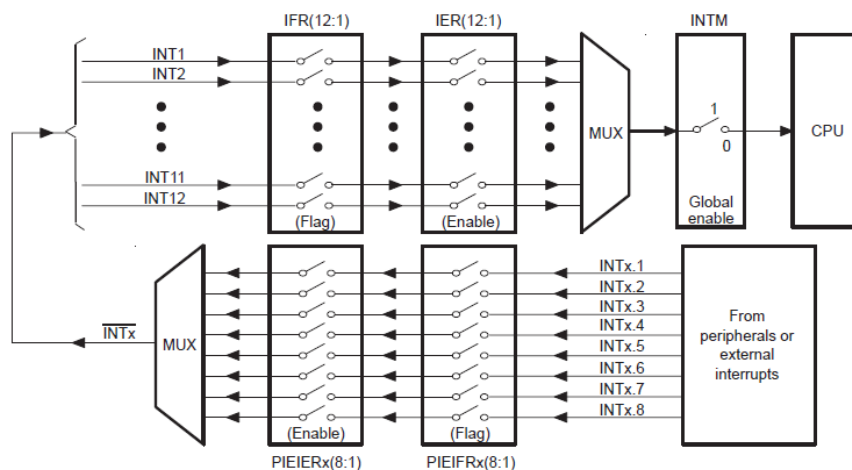 IFR(12:1) IER(12:1) INTM
INT1
INT2
1
MUX CPU
0
INT11
INT12
Global
enable
(Flag) (Enable)
INTx.1
INTx.2
INTx.3
INTx.4
INTx.5
INTx.6
INTx.7
INTx.8
From
peripherals or
external
interrupts
INTx
MUX
(Enable) (Flag)
PIEIERx(8:1) PIEIFRx(8:1)